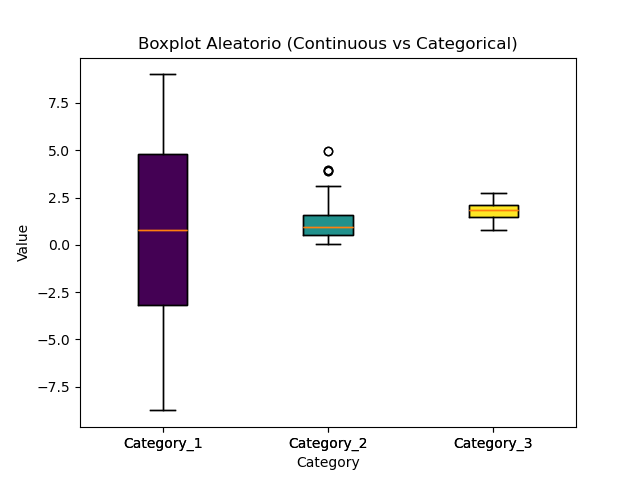 Boxplot Aleatorio (Continuous vs Categorical)
Value
7.5
5.0
2.5
0.0
−2.5
−5.0
−7.5
Category_1 Category_2 Category_3
Category